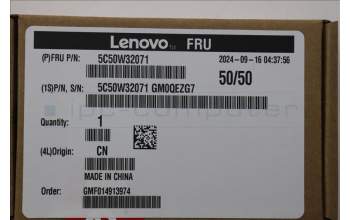 Lenovo FRU
(P)FRU P/N: 5C50W32071 2024-09-16 04:37:56
50/50
(1S)P/N, S/N: 5C50W32071 GM0QEZG7
Quantity: 1
(4L)Origin: CN
MADE IN CHINA
Order: GMF014913974